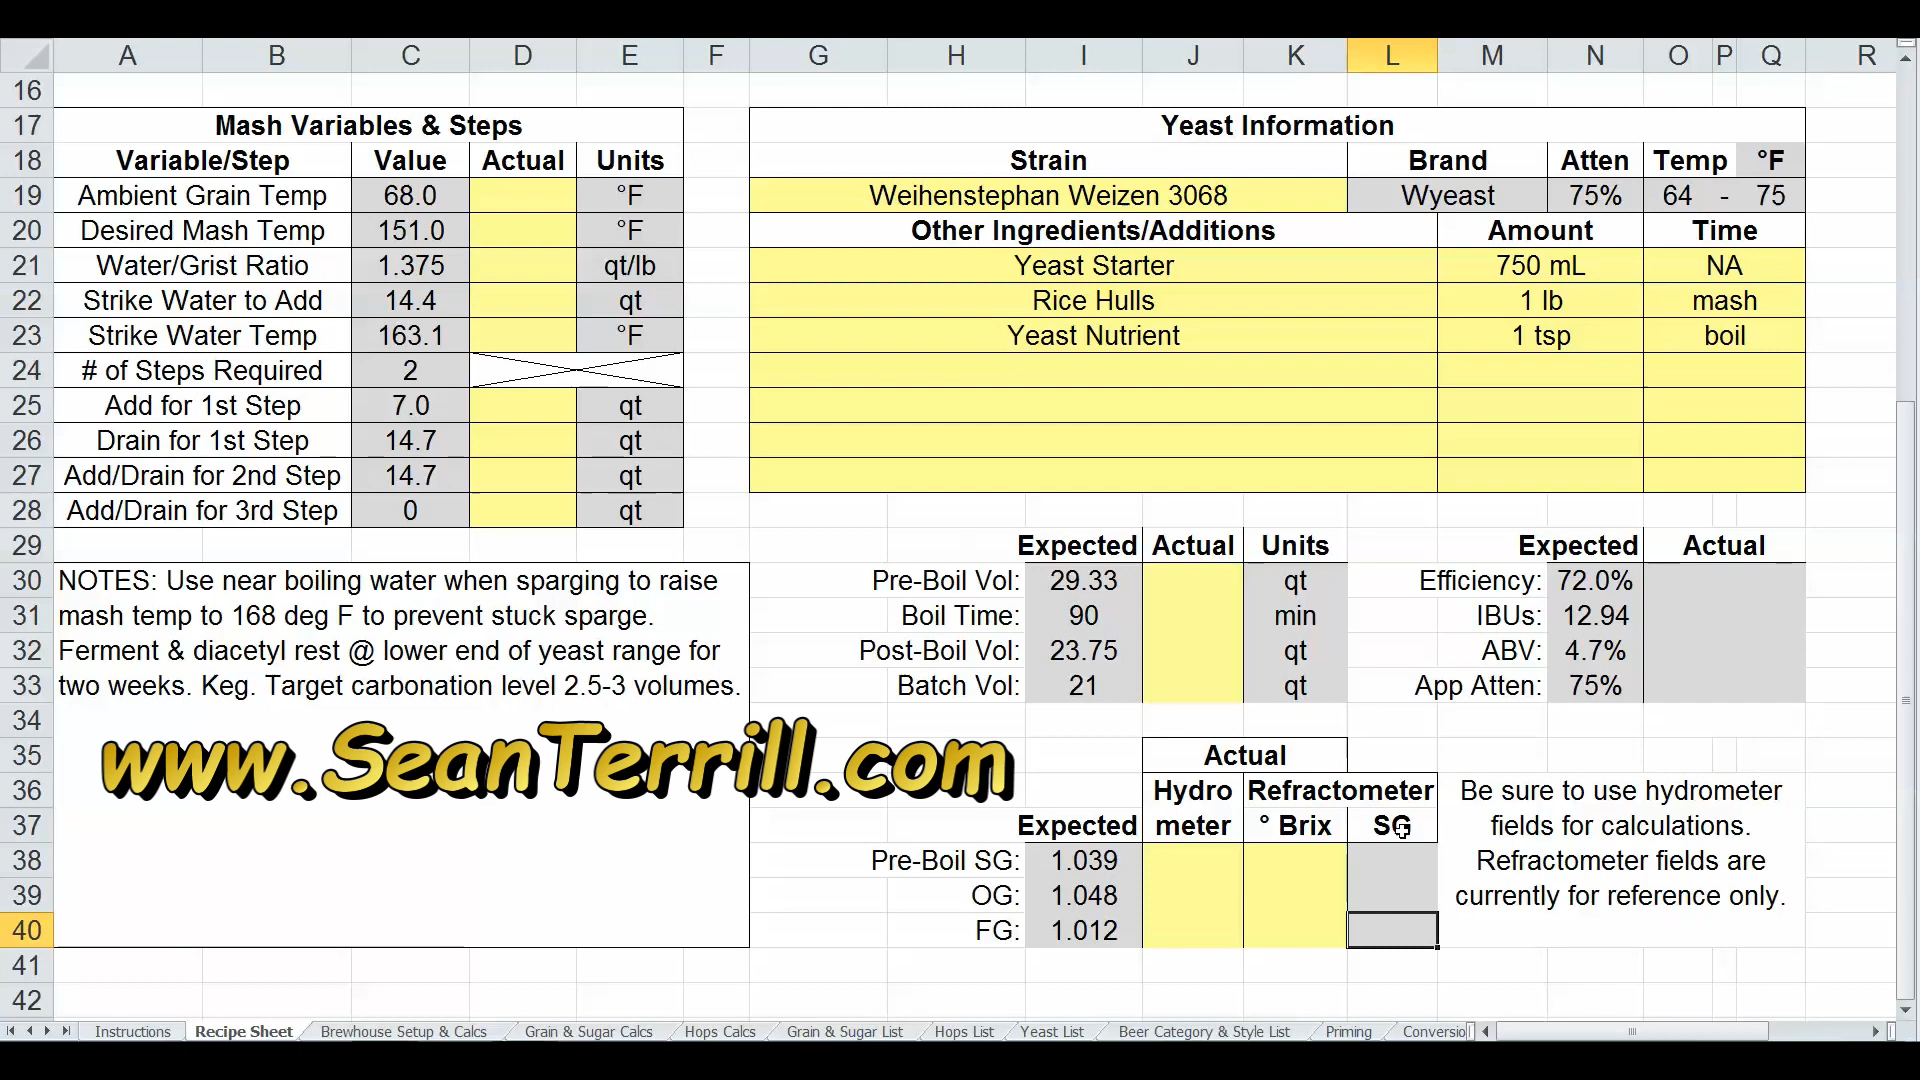 A B C D E F G H I J K L M N O P Q R
16
17 Mash Variables & Steps Yeast Information
18 Variable/Step Value Actual Units Strain Brand Atten Temp °F
19 Ambient Grain Temp 68.0 °F Weihenstephan Weizen 3068 Wyeast 75% 64 - 75
20 Desired Mash Temp 151.0 °F Other Ingredients/Additions Amount Time
21 Water/Grist Ratio 1.375 qt/lb Yeast Starter 750 mL NA
22 Strike Water to Add 14.4 qt Rice Hulls 1 lb mash
23 Strike Water Temp 163.1 °F Yeast Nutrient 1 tsp boil
24 # of Steps Required 2
25 Add for 1st Step 7.0 qt
26 Drain for 1st Step 14.7 qt
27 Add/Drain for 2nd Step 14.7 qt
28 Add/Drain for 3rd Step 0 qt
29 Expected Actual Units Expected Actual
30 NOTES: Use near boiling water when sparging to raise Pre-Boil Vol: 29.33 qt Efficiency: 72.0%
31 mash temp to 168 deg F to prevent stuck sparge. Boil Time: 90 min IBUs: 12.94
32 Ferment & diacetyl rest @ lower end of yeast range for Post-Boil Vol: 23.75 qt ABV: 4.7%
33 two weeks. Keg. Target carbonation level 2.5-3 volumes. Batch Vol: 21 qt App Atten: 75%
34
www.SeanTerrill.com
35 Actual
36 Hydro Refractometer Be sure to use hydrometer
37 Expected meter ° Brix SG fields for calculations.
38 Pre-Boil SG: 1.039 Refractometer fields are
39 OG: 1.048 currently for reference only.
40 FG: 1.012
41
42
Instructions Recipe Sheet Brewhouse Setup & Calcs Grain & Sugar Calcs Hops Calcs Grain & Sugar List Hops List Yeast List Beer Category & Style List Priming Conversio